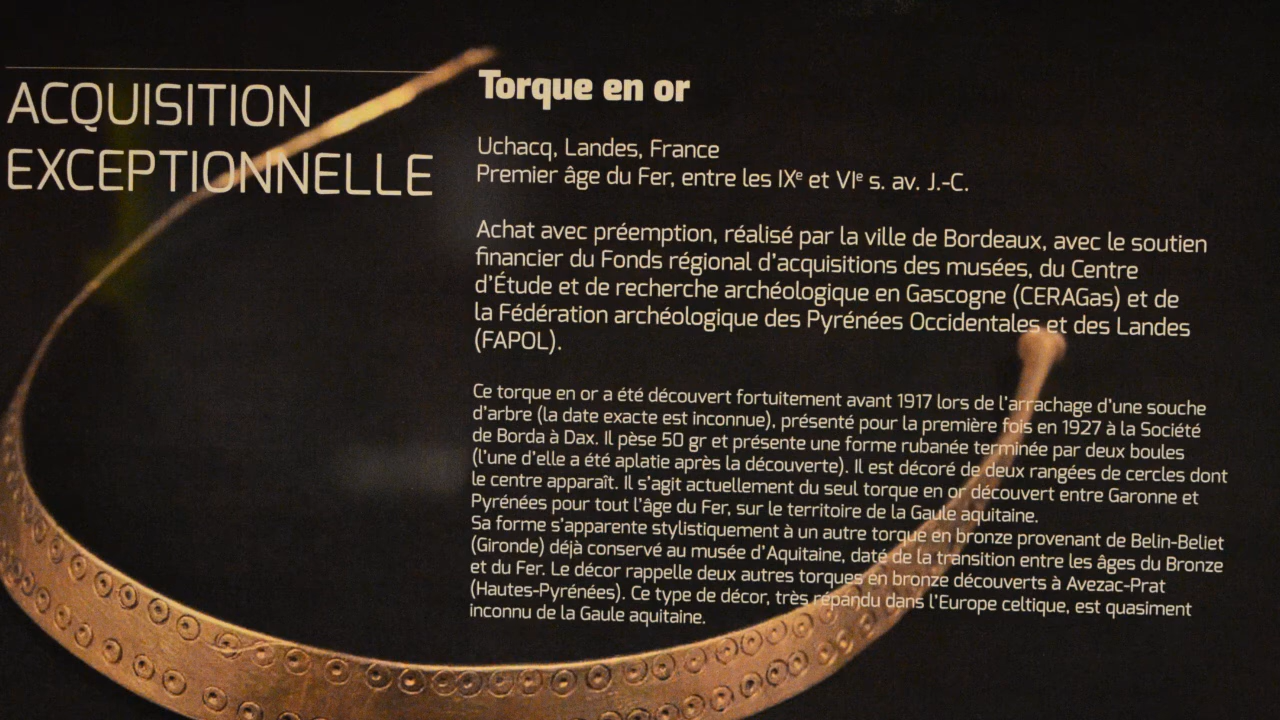 ACQUISITION
EXCEPTIONNELLE
Torque en or
Uchacq, Landes, France
Premier âge du Fer, entre les IXe et VIe s. av. J.-C.
Achat avec préemption, réalisé par la ville de Bordeaux, avec le soutien
financier du Fonds régional d'acquisitions des musées, du Centre
d'Étude et de recherche archéologique en Gascogne (CERAGas) et de
la Fédération archéologique des Pyrénées Occidentales et des Landes
(FAPOL).
Ce torque en or a été découvert fortuitement avant 1917 lors de l'arrachage d'une souche
d'arbre (la date exacte est inconnue), présenté pour la première fois en 1927 à la Société
de Borda à Dax. Il pèse 50 gr et présente une forme rubanée terminée par deux boules
(l'une d'elle a été aplatie après la découverte). Il est décoré de deux rangées de cercles dont
le centre apparaît. Il s'agit actuellement du seul torque en or découvert entre Garonne et
Pyrénées pour tout l'âge du Fer, sur le territoire de la Gaule aquitaine.
Sa forme s'apparente stylistiquement à un autre torque en bronze provenant de Belin-Beliet
(Gironde) déjà conservé au musée d'Aquitaine, daté de la transition entre les âges du Bronze
et du Fer. Le décor rappelle deux autres torques en bronze découverts à Avezac-Prat
(Hautes-Pyrénées). Ce type de décor, très répandu dans l'Europe celtique, est quasiment
inconnu de la Gaule aquitaine.